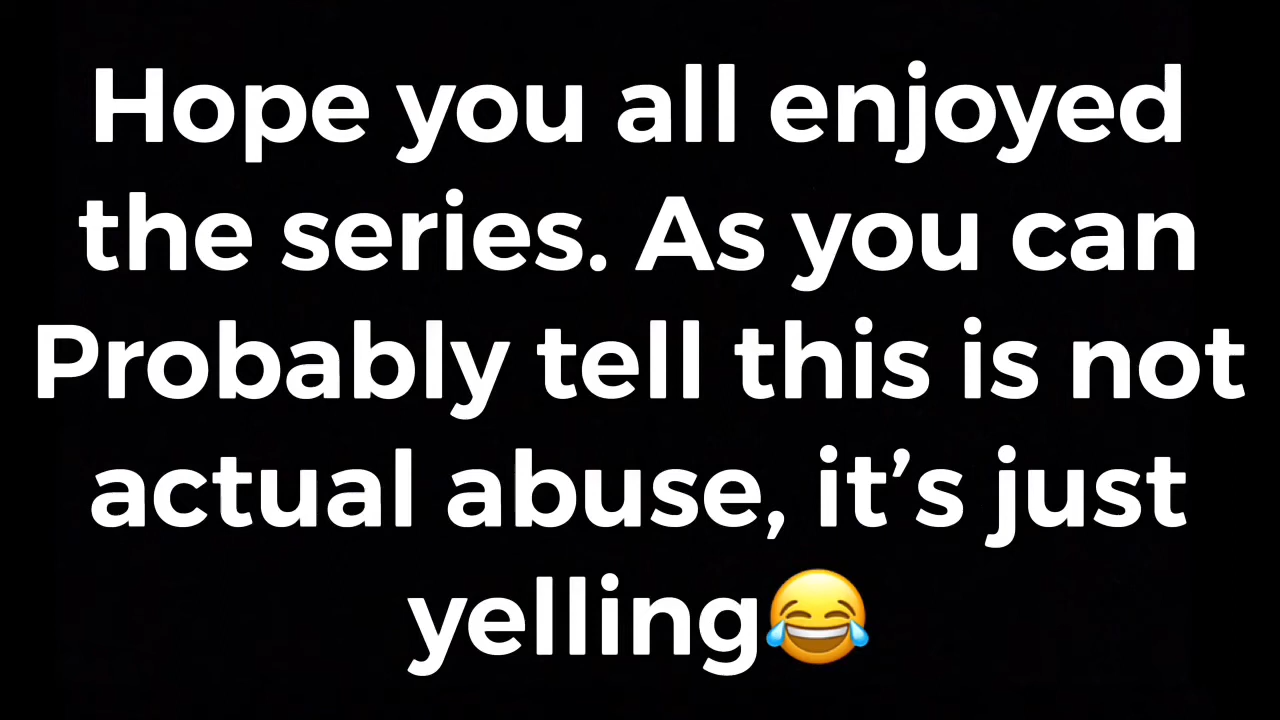 Hope you all enjoyed
the series. As you can
Probably tell this is not
actual abuse, it’s just
yelling😂